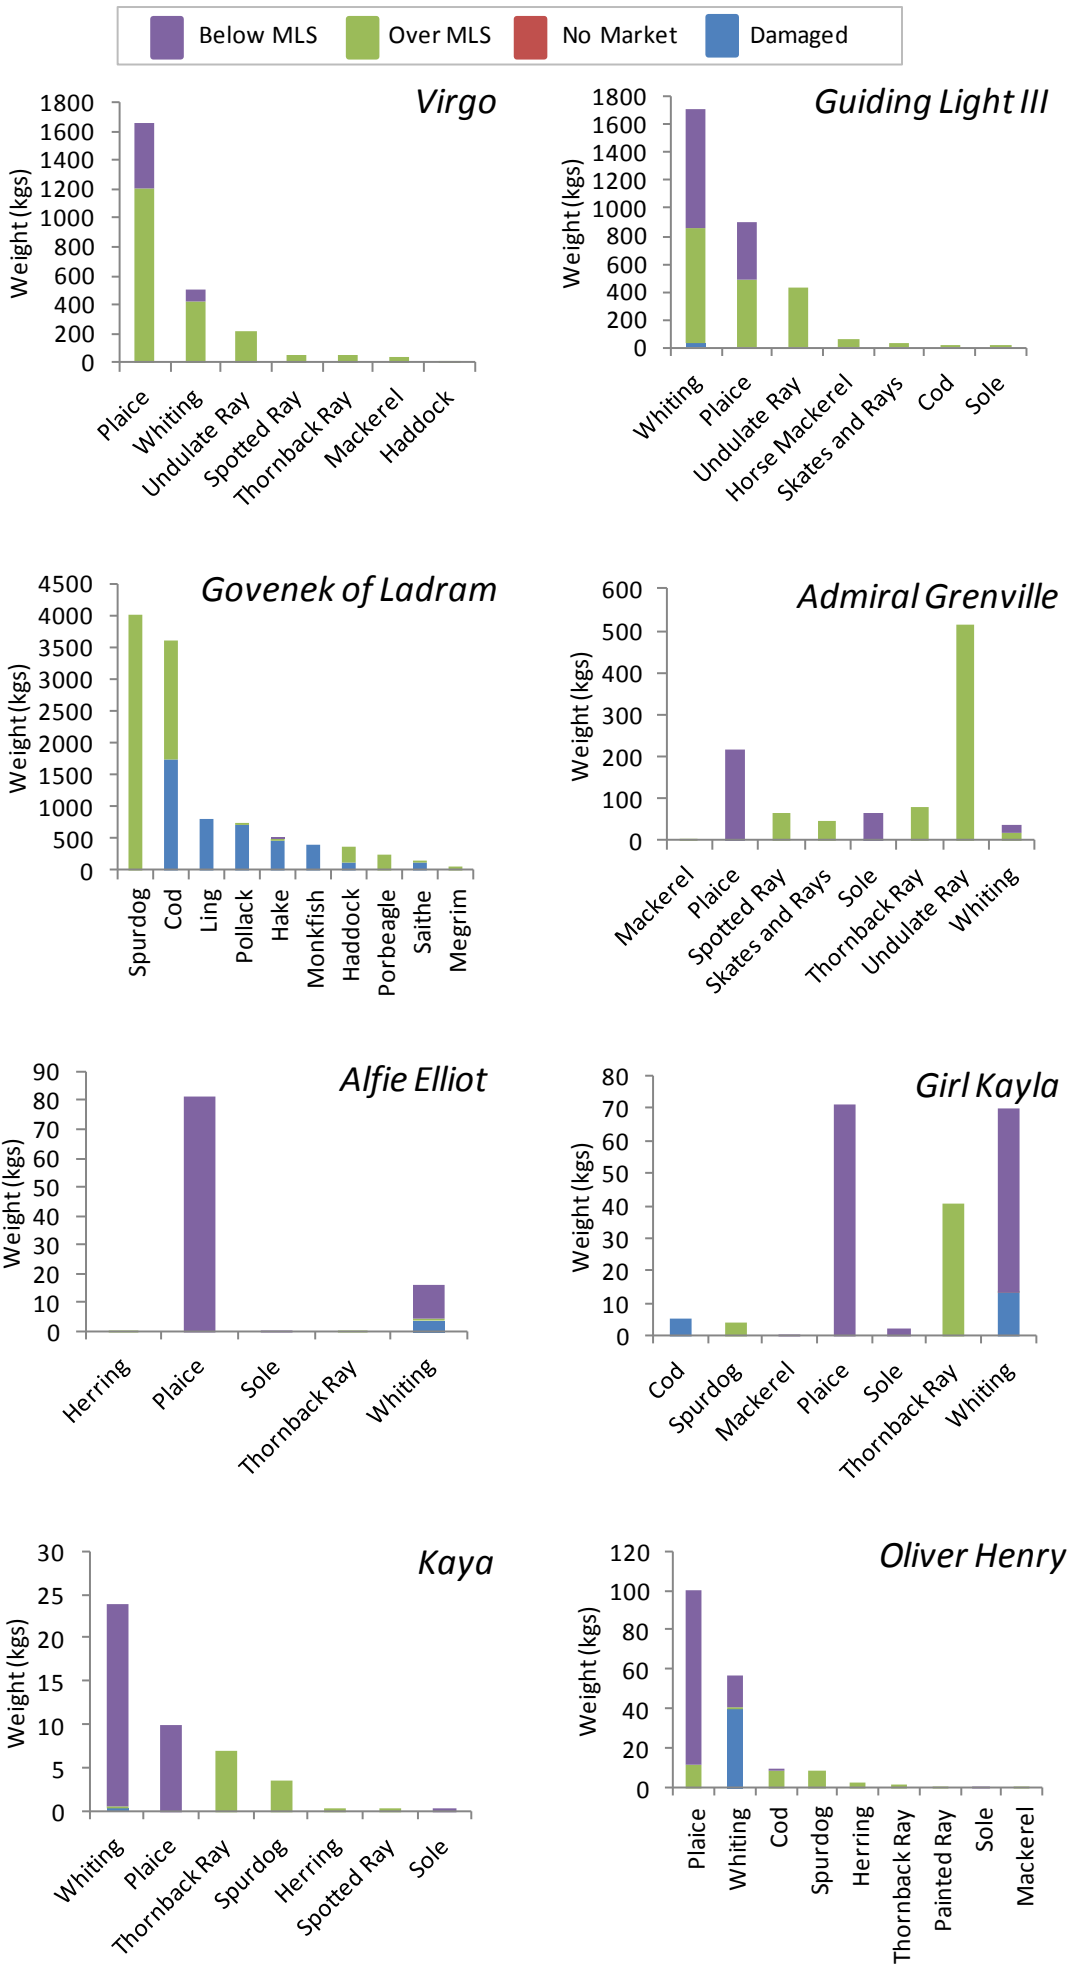 Below MLS Over MLS No Market Damaged
Virgo
Weight (kgs)
1800
1600
1400
1200
1000
800
600
400
200
0
Plaice
Whiting
Undulate Ray
Spotted Ray
Thornback Ray
Mackerel
Haddock
Guiding Light III
Weight (kgs)
1800
1600
1400
1200
1000
800
600
400
200
0
Whiting
Plaice
Undulate Ray
Horse Mackerel
Skates and Rays
Cod
Sole
Govenek of Ladram
Weight (kgs)
4500
4000
3500
3000
2500
2000
1500
1000
500
0
Spurdog
Cod
Ling
Pollack
Hake
Monkfish
Haddock
Porbeagle
Saithe
Megrim
Admiral Grenville
Weight (kgs)
600
500
400
300
200
100
0
Mackerel
Plaice
Spotted Ray
Skates and Rays
Sole
Thornback Ray
Undulate Ray
Whiting
Alfie Elliot
Weight (kgs)
90
80
70
60
50
40
30
20
10
0
Herring
Plaice
Sole
Thornback Ray
Whiting
Girl Kayla
Weight (kgs)
80
70
60
50
40
30
20
10
0
Cod
Spurdog
Mackerel
Plaice
Sole
Thornback Ray
Whiting
Kaya
Weight (kgs)
30
25
20
15
10
5
0
Whiting
Plaice
Thornback Ray
Spurdog
Herring
Spotted Ray
Sole
Oliver Henry
Weight (kgs)
120
100
80
60
40
20
0
Plaice
Whiting
Cod
Spurdog
Herring
Thornback Ray
Painted Ray
Sole
Mackerel